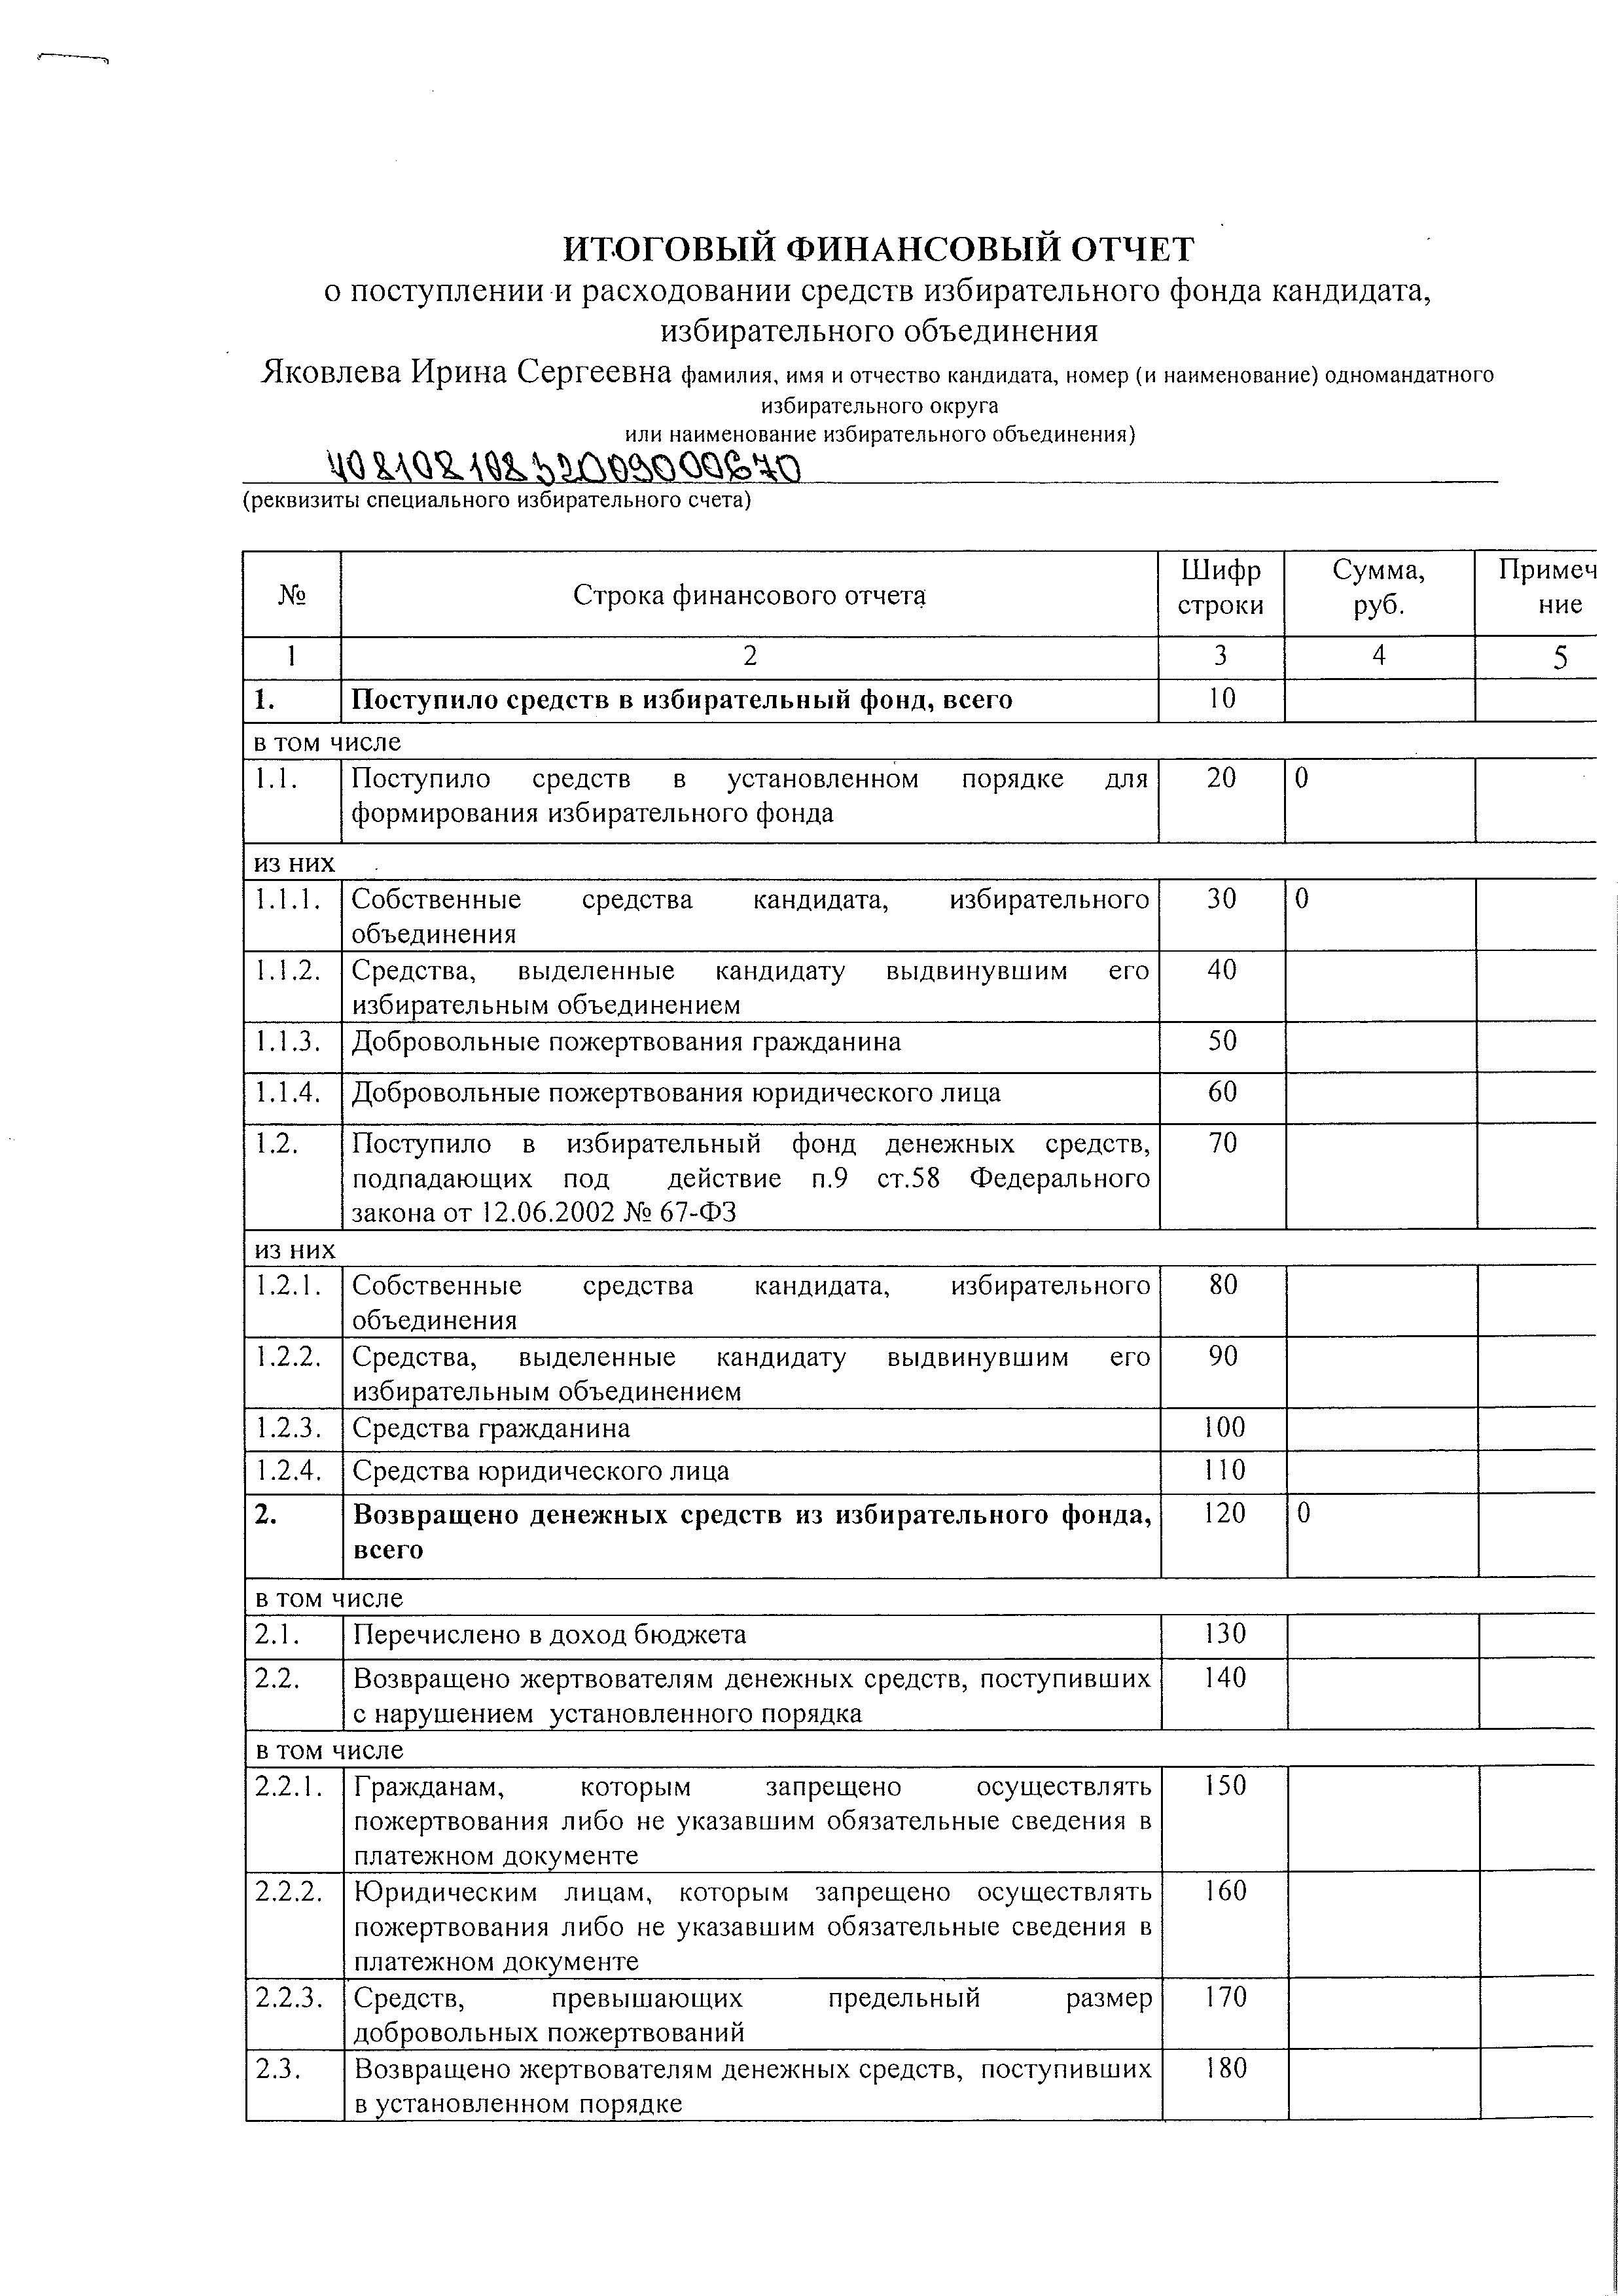 ИТОГОВЫЙ ФИНАНСОВЫЙ ОТЧЕТ
о поступлении и расходовании средств избирательного фонда кандидата,
избирательного объединения
Яковлева Ирина Сергеевна фамилия, имя и отчество кандидата, номер (и наименование) одномандатного
избирательного округа
или наименование избирательного объединения)
(реквизиты специального избирательного счета)
№ Строка финансового отчета Шифр строки Сумма, руб. Примеч ние
1 2 3 4 5
1. Поступило средств в избирательный фонд, всего 10
в том числе
1.1. Поступило средств в установленном порядке для 20 0
формирования избирательного фонда
из них
1.1.1. Собственные средства кандидата, избирательного 30 0
объединения
1.1.2. Средства, выделенные кандидату выдвинувшим его 40
избирательным объединением
1.1.3. Добровольные пожертвования гражданина 50
1.1.4. Добровольные пожертвования юридического лица 60
1.2. Поступило в избирательный фонд денежных средств, 70
подпадающих под действие п.9 ст.58 Федерального
закона от 12.06.2002 № 67-ФЗ
из них
1.2.1. Собственные средства кандидата, избирательного 80
объединения
1.2.2. Средства, выделенные кандидату выдвинувшим его 90
избирательным объединением
1.2.3. Средства гражданина 100
1.2.4. Средства юридического лица 110
2. Возвращено денежных средств из избирательного фонда, 120 0
всего
в том числе
2.1. Перечислено в доход бюджета 130
2.2. Возвращено жертвователям денежных средств, поступивших 140
с нарушением установленного порядка
в том числе
2.2.1. Гражданам, которым запрещено осуществлять 150
пожертвования либо не указавшим обязательные сведения в
платежном документе
2.2.2. Юридическим лицам, которым запрещено осуществлять 160
пожертвования либо не указавшим обязательные сведения в
платежном документе
2.2.3. Средств, превышающих предельный размер 170
добровольных пожертвований
2.3. Возвращено жертвователям денежных средств, поступивших 180
в установленном порядке